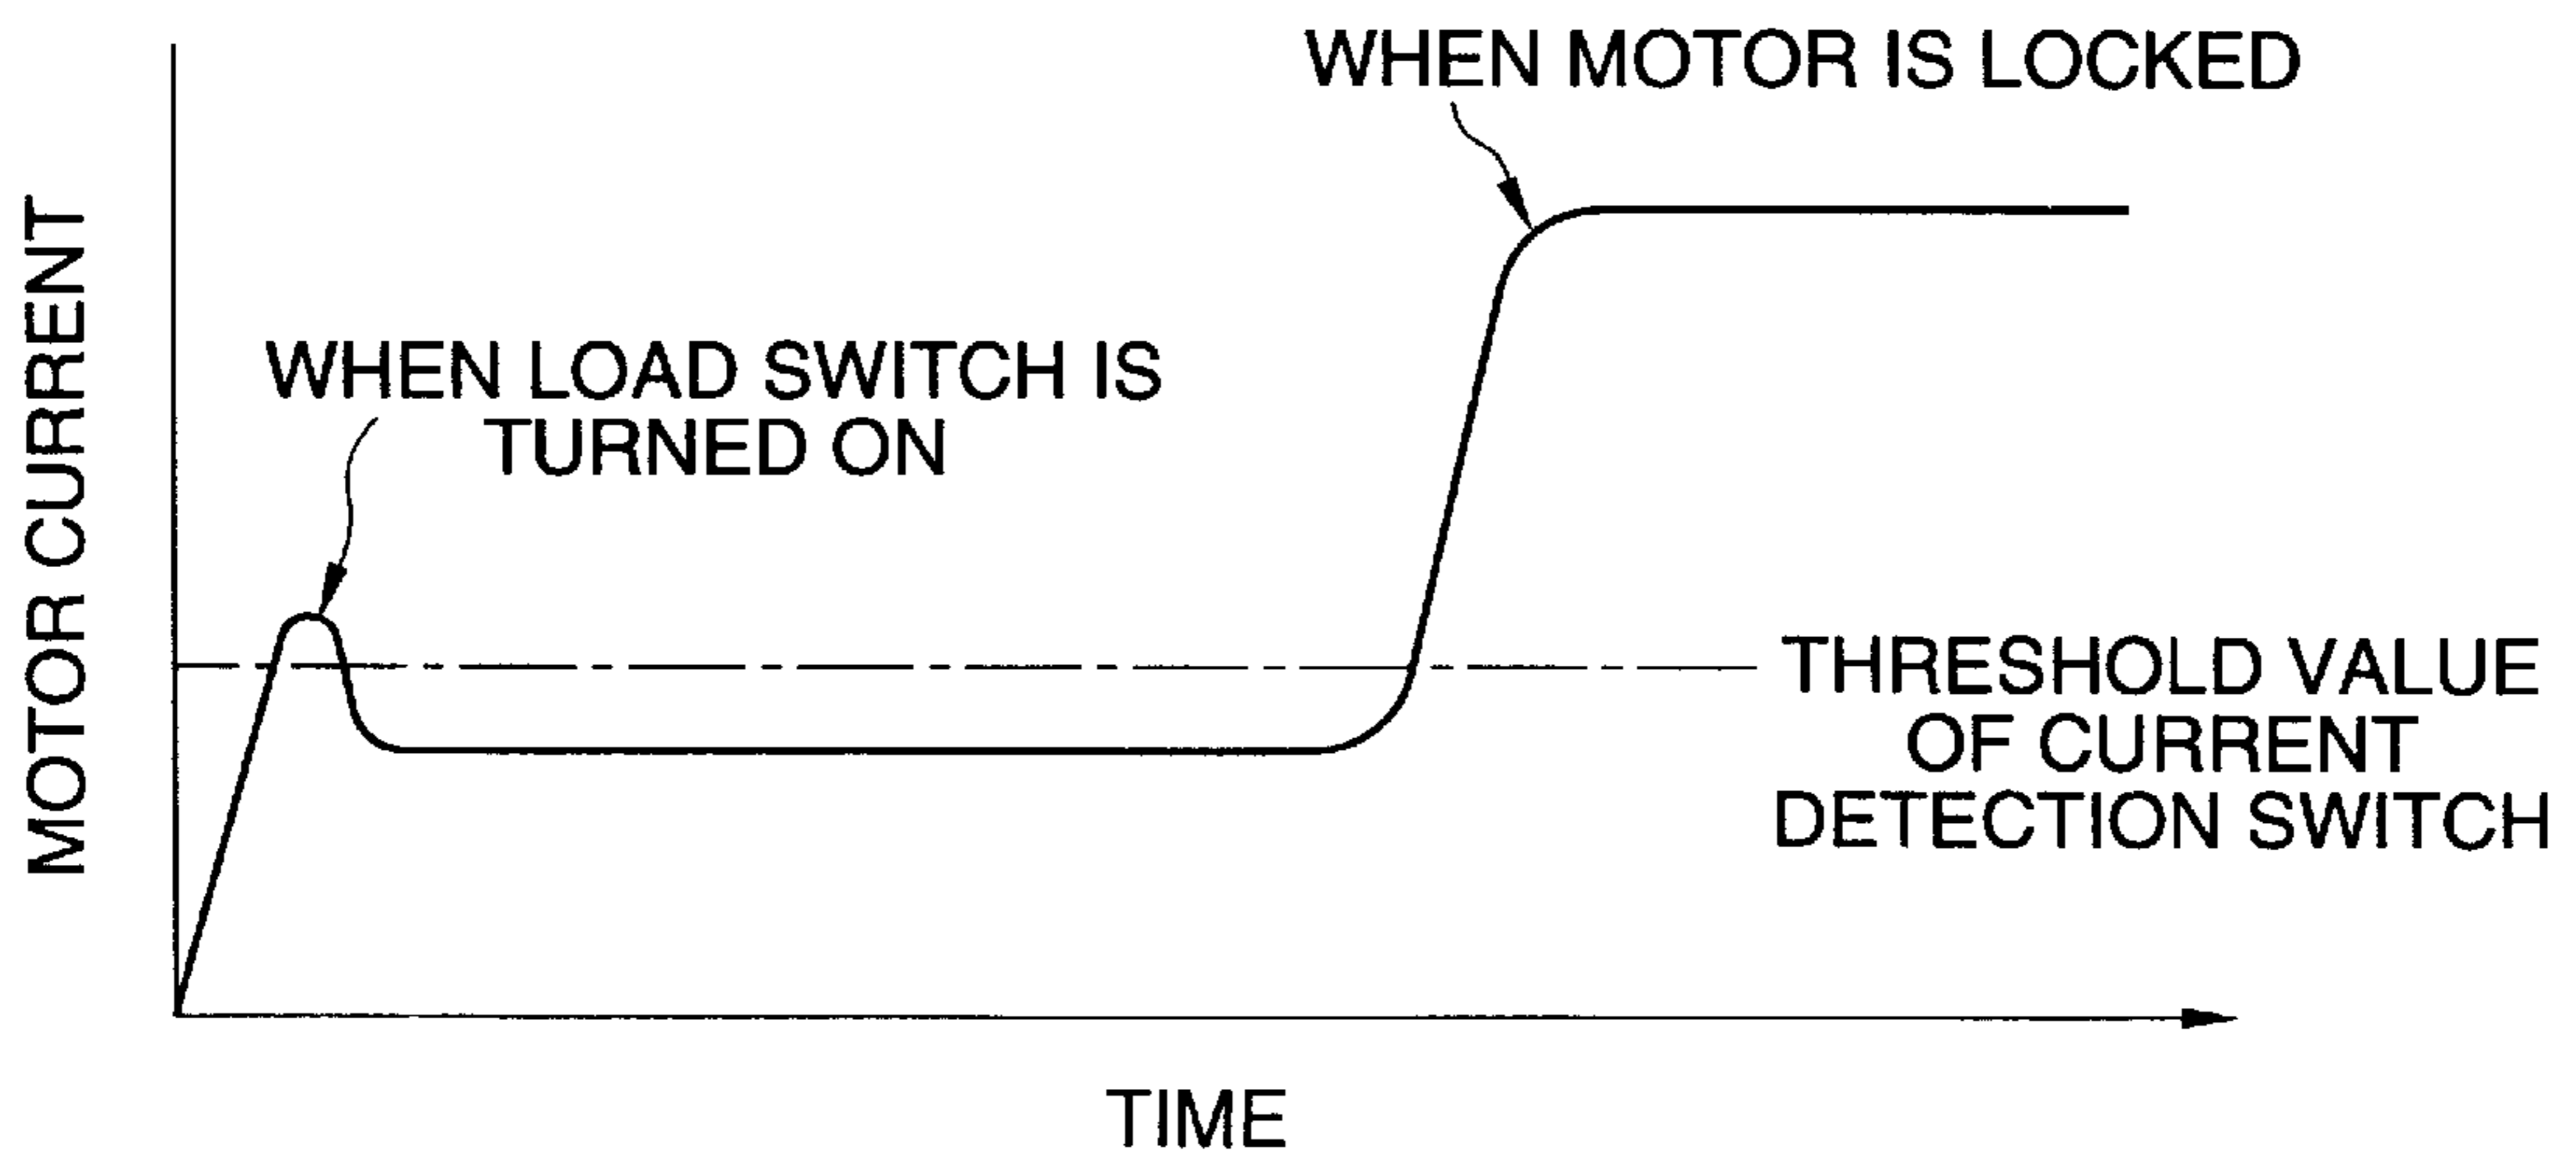 WHEN MOTOR IS LOCKED
WHEN LOAD SWITCH IS
TURNED ON
MOTOR CURRENT
THRESHOLD VALUE
OF CURRENT
DETECTION SWITCH
TIME